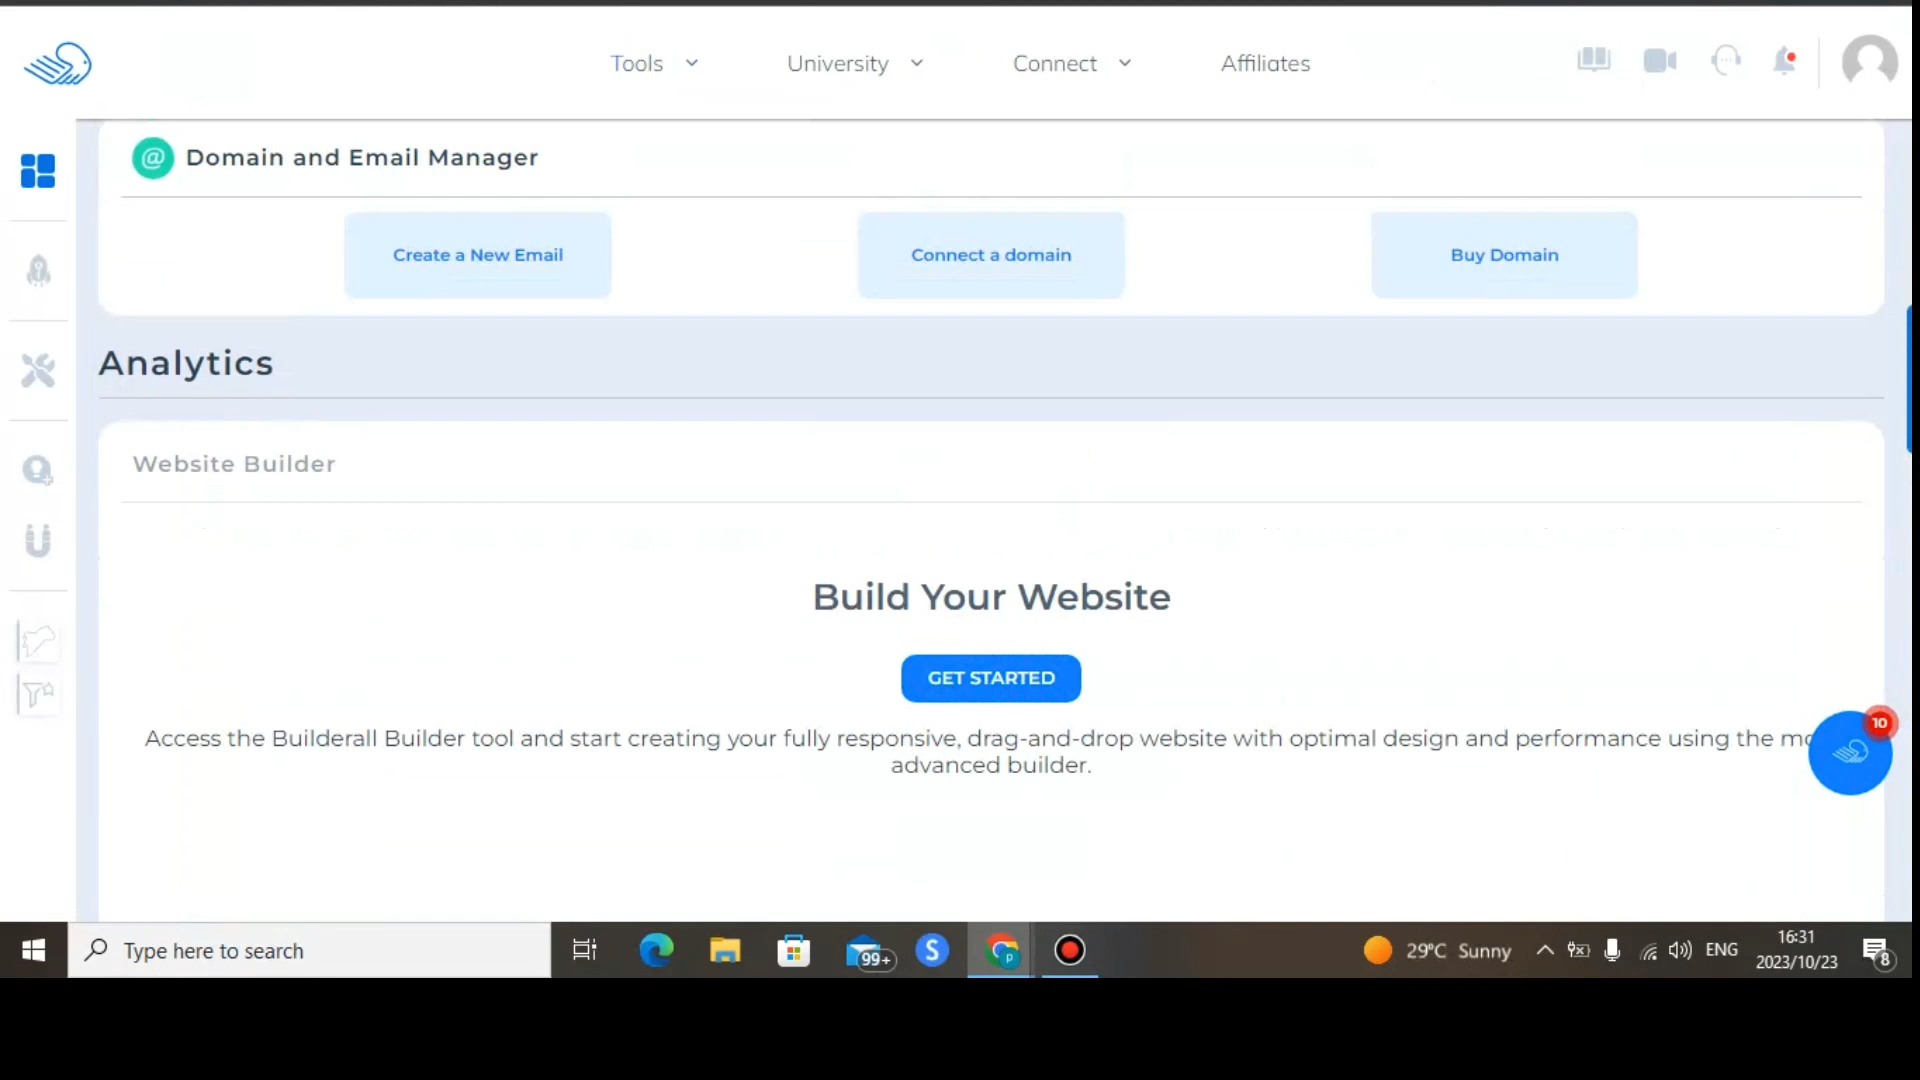 Tools University Connect Affiliates
@ Domain and Email Manager
Create a New Email Connect a domain Buy Domain
Analytics
Website Builder
Build Your Website
GET STARTED
10
Access the Builderall Builder tool and start creating your fully responsive, drag-and-drop website with optimal design and performance using the
advanced builder.
Type here to search
99+
S
p
29°C Sunny
ENG
16:31
2023/10/23
8